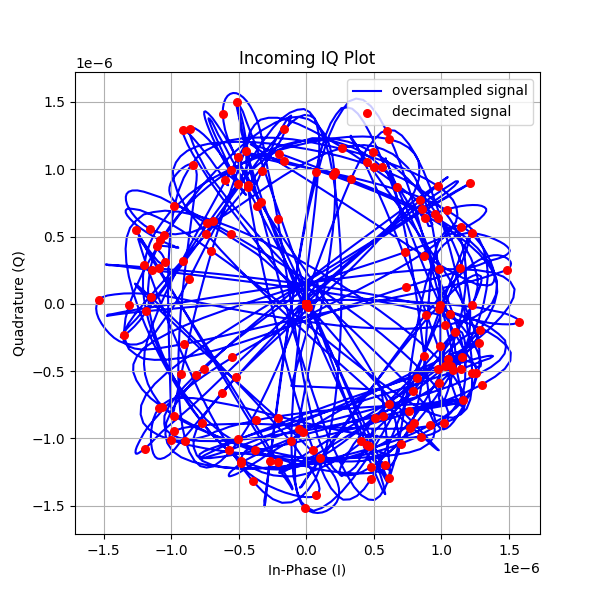 Incoming IQ Plot
1e−6
oversampled signal
decimated signal
1.5
1.0
0.5
0.0
−0.5
−1.0
−1.5
Quadrature (Q)
−1.5 −1.0 −0.5 0.0 0.5 1.0 1.5
1e−6
In-Phase (I)